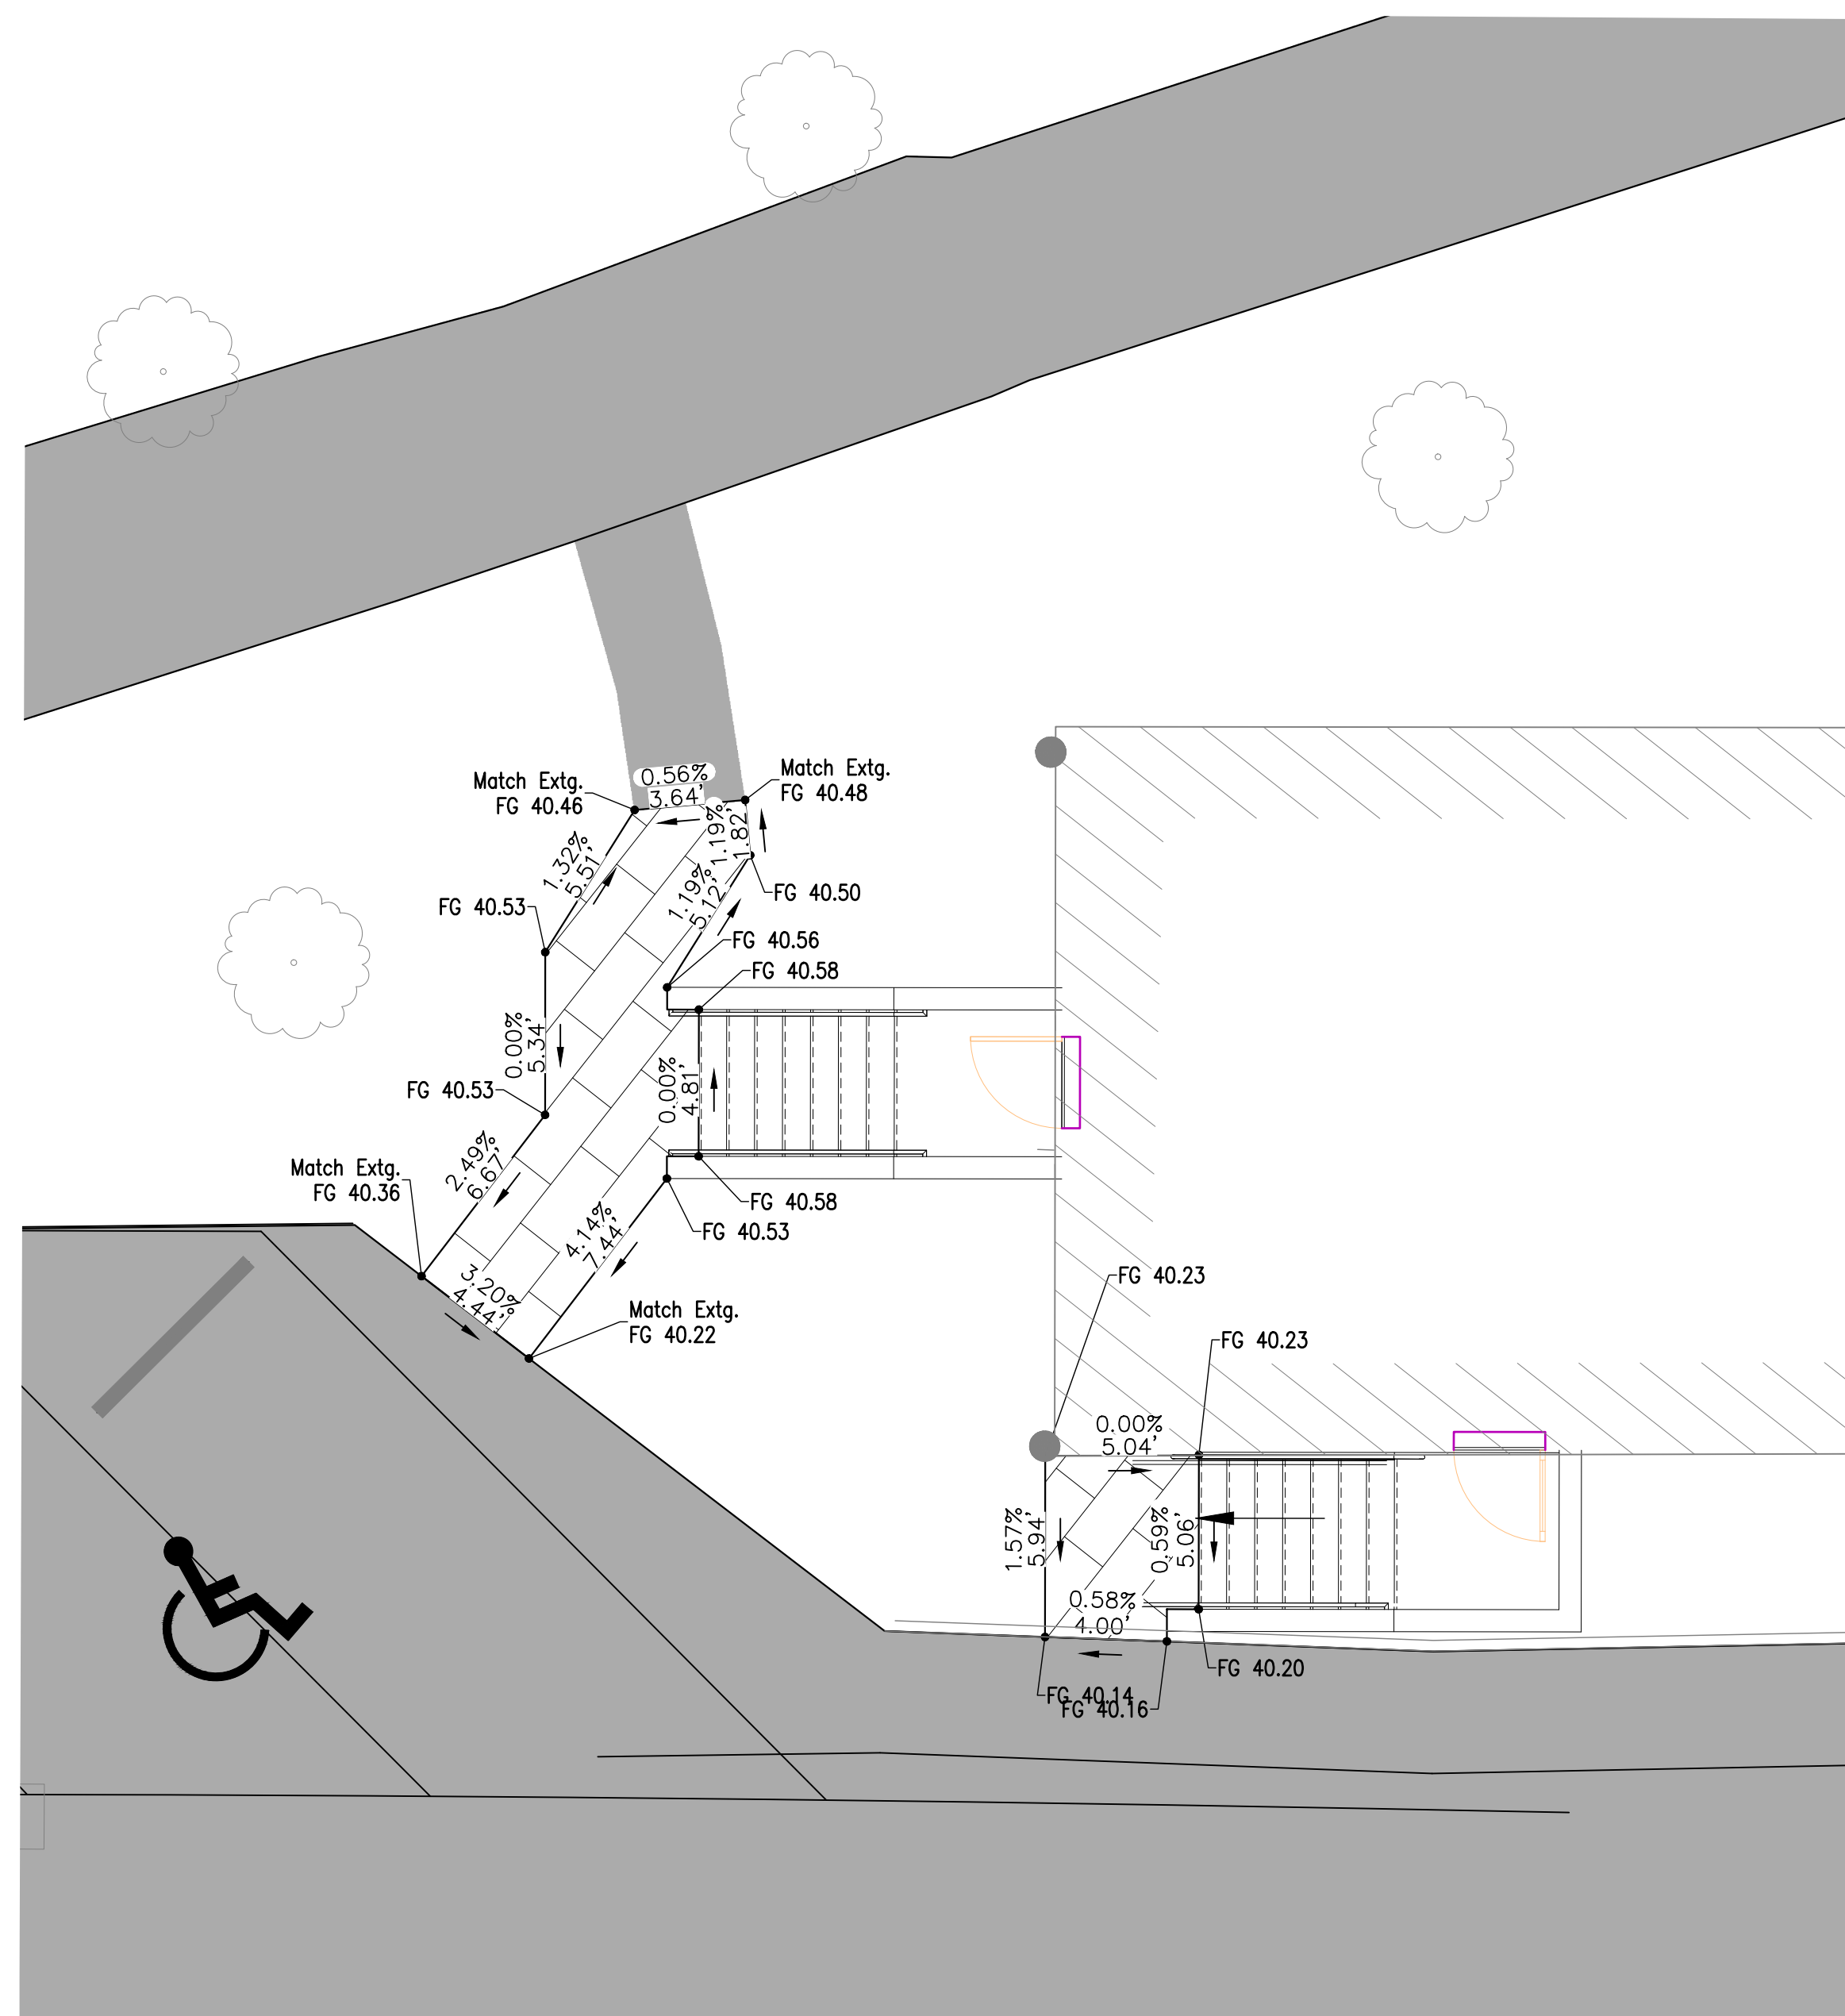 Match Extg.
FG 40.46
0.56%
3.64'
Match Extg.
FG 40.48
1.19%
1.82'
1.32%
5.51'
1.19%
5.12'
FG 40.50
FG 40.53
FG 40.56
FG 40.58
0.00%
5.34'
0.00%
4.81'
FG 40.53
2.49%
6.67'
Match Extg.
FG 40.36
FG 40.58
FG 40.53
4.14%
7.44'
3.20%
4.44'
Match Extg.
FG 40.22
FG 40.23
FG 40.23
0.00%
5.04'
1.57%
5.94'
0.59%
5.06'
0.58%
4.00'
FG 40.20
FG 40.14
FG 40.16